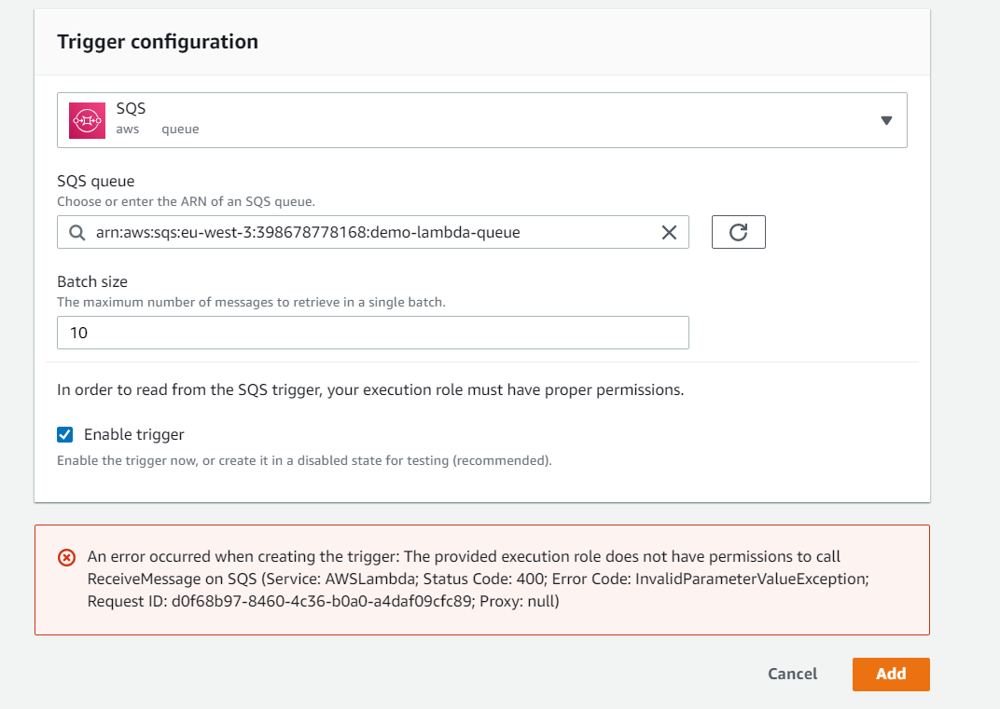 Trigger configuration
SQS
aws queue
SQS queue
Choose or enter the ARN of an SQS queue.
arn:aws:sqs:eu-west-3:398678778168:demo-lambda-queue
Batch size
The maximum number of messages to retrieve in a single batch.
10
In order to read from the SQS trigger, your execution role must have proper permissions.
Enable trigger
Enable the trigger now, or create it in a disabled state for testing (recommended).
An error occurred when creating the trigger: The provided execution role does not have permissions to call
ReceiveMessage on SQS (Service: AWSLambda; Status Code: 400; Error Code: InvalidParameterValueException;
Request ID: d0f68b97-8460-4c36-b0a0-a4daf09cfc89; Proxy: null)
Cancel Add